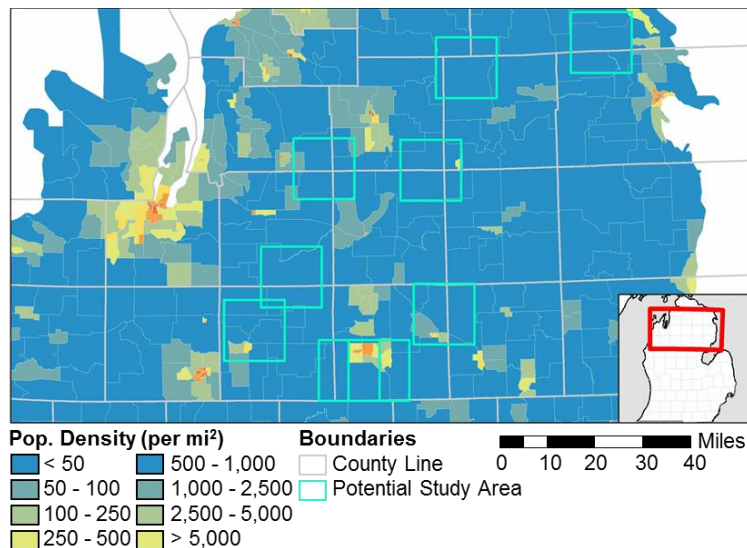 Pop. Density (per mi²)
< 50
500 - 1,000
50 - 100
1,000 - 2,500
100 - 250
2,500 - 5,000
250 - 500
> 5,000
Boundaries
County Line
Potential Study Area
Miles
0 10 20 30 40